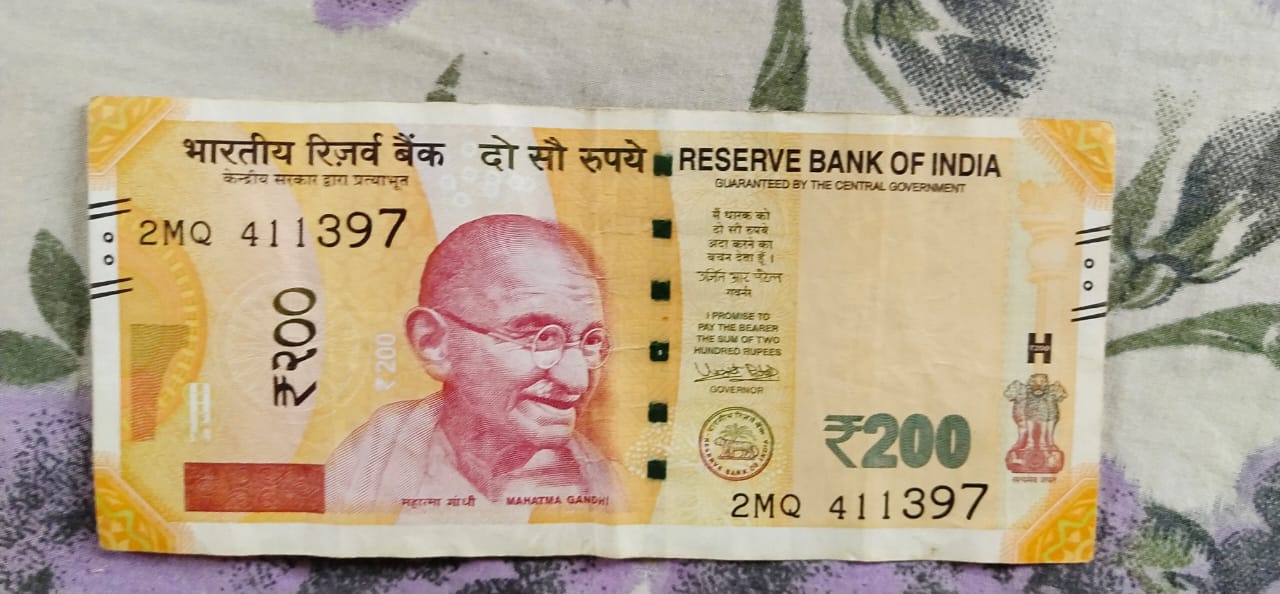 भारतीय रिज़र्व बैंक दो सौ रुपये RESERVE BANK OF INDIA
केन्द्रीय सरकार द्वारा प्रत्याभूत
GUARANTEED BY THE CENTRAL GOVERNMENT
2MQ 411397
₹२००
₹200
मैं धारक को
दो सौ रुपये
अदा करने का
वचन देता हूँ।
उर्जित आर पटेल
गवर्नर
I PROMISE TO
PAY THE BEARER
THE SUM OF TWO
HUNDRED RUPEES
GOVERNOR
भारतीय रिज़र्व बैंक
RESERVE BANK OF INDIA
H
₹200
सत्यमेव जयते
महात्मा गांधी MAHATMA GANDHI
2MQ 411397